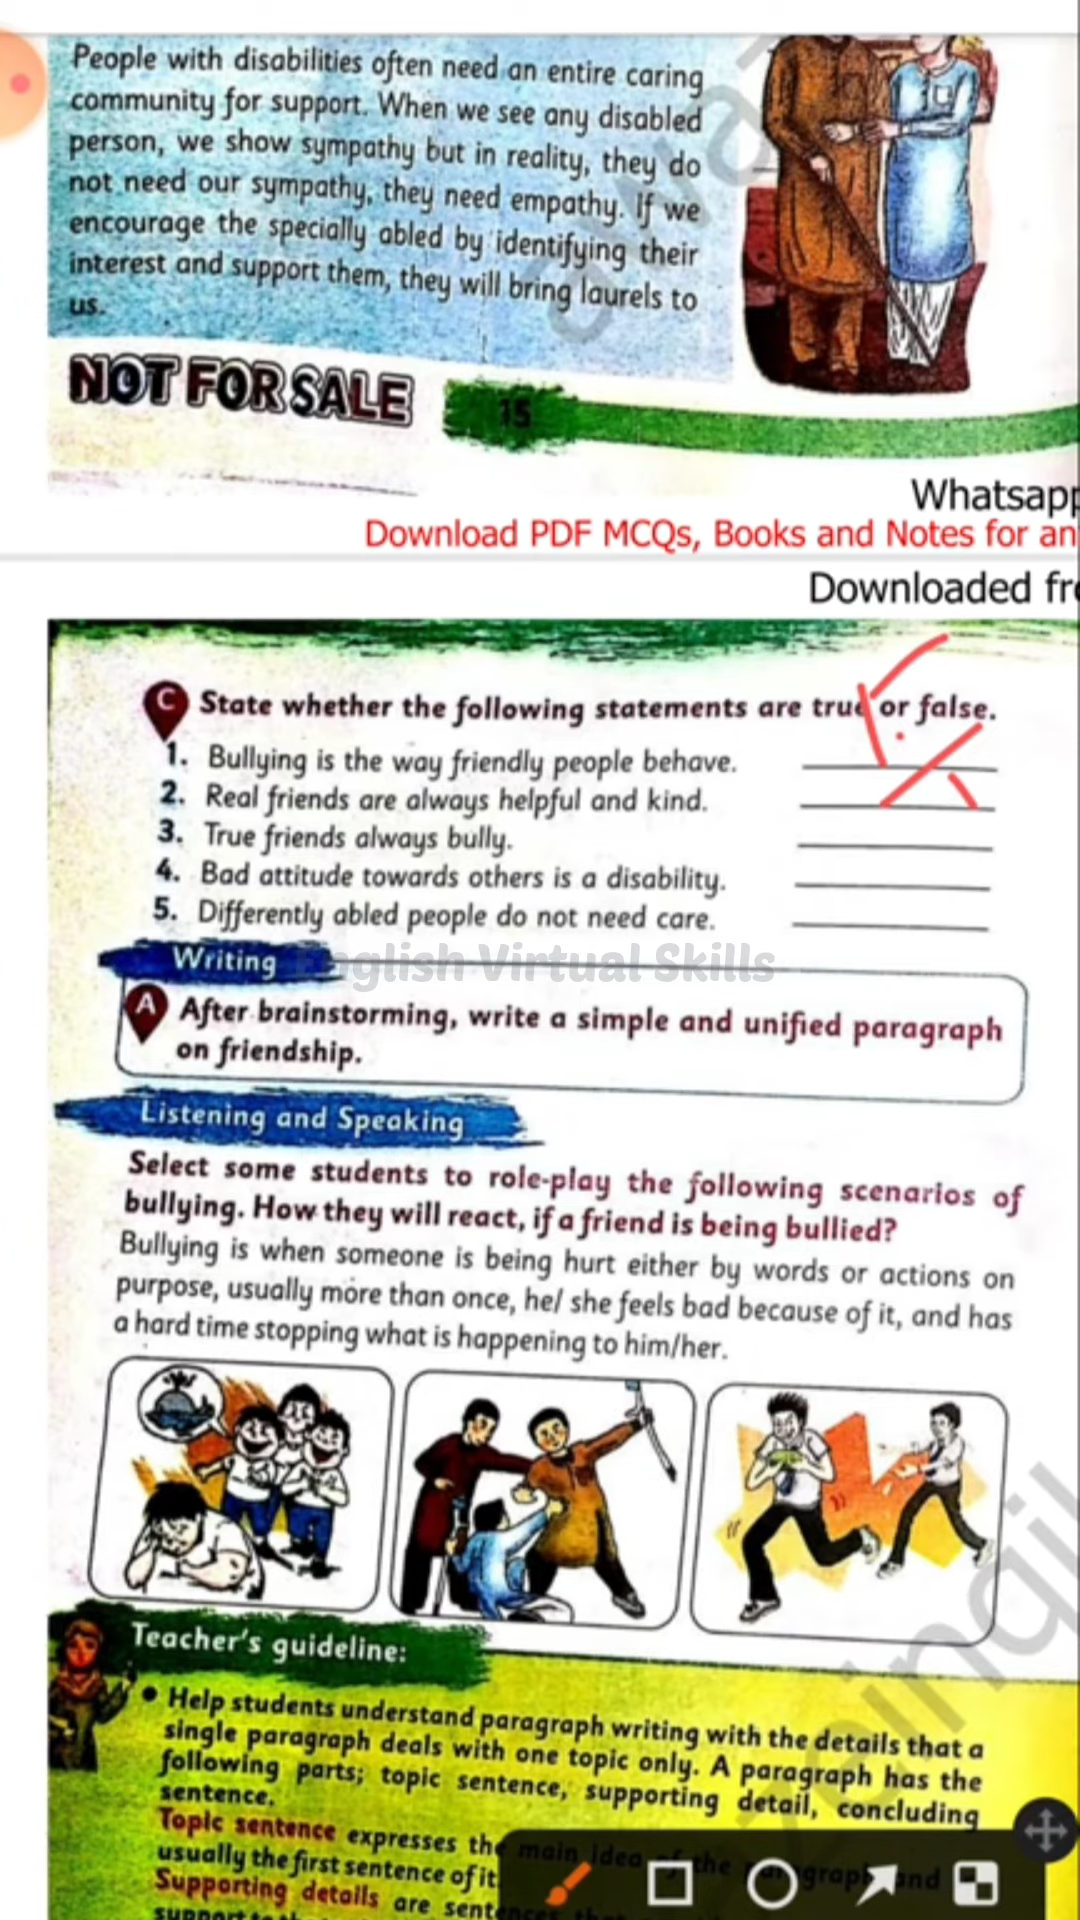 People with disabilities often need an entire caring
community for support. When we see any disabled
person, we show sympathy but in reality, they do
not need our sympathy, they need empathy. If we
encourage the specially abled by identifying their
interest and support them, they will bring laurels to
us.
NOT FOR SALE
15
Whatsapp
Download PDF MCQs, Books and Notes for an
Downloaded fr
C State whether the following statements are true or false.
1. Bullying is the way friendly people behave.
2. Real friends are always helpful and kind.
3. True friends always bully.
4. Bad attitude towards others is a disability.
5. Differently abled people do not need care.
English Virtual Skills
Writing
A After brainstorming, write a simple and unified paragraph
on friendship.
Listening and Speaking
Select some students to role-play the following scenarios of
bullying. How they will react, if a friend is being bullied?
Bullying is when someone is being hurt either by words or actions on
purpose, usually more than once, he/ she feels bad because of it, and has
a hard time stopping what is happening to him/her.
Teacher's guideline:
• Help students understand paragraph writing with the details that a
single paragraph deals with one topic only. A paragraph has the
following parts; topic sentence, supporting detail, concluding
sentence.
Topic sentence expresses the main idea of the paragraph and
usually the first sentence of it
Supporting details are